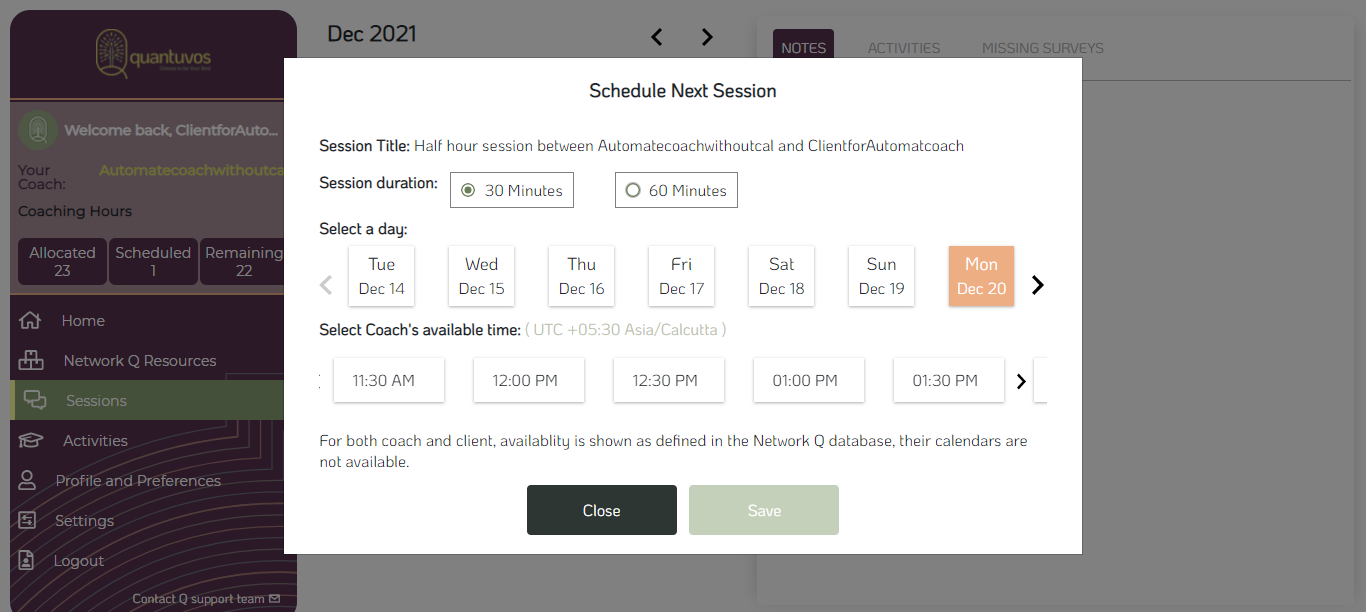 quantuvos
Welcome back, ClientforAuto...
Your Coach:
Automatecoachwithoutca
Coaching Hours
Allocated 23
Scheduled 1
Remaining 22
Home
Network Q Resources
Sessions
Activities
Profile and Preferences
Settings
Logout
Contact Q support team
Dec 2021
NOTES
ACTIVITIES
MISSING SURVEYS
Schedule Next Session
Session Title: Half hour session between Automatecoachwithoutcal and ClientforAutomatcoach
Session duration:
30 Minutes
60 Minutes
Select a day:
Tue
Dec 14
Wed
Dec 15
Thu
Dec 16
Fri
Dec 17
Sat
Dec 18
Sun
Dec 19
Mon
Dec 20
Select Coach's available time: ( UTC +05:30 Asia/Calcutta )
11:30 AM
12:00 PM
12:30 PM
01:00 PM
01:30 PM
For both coach and client, availablity is shown as defined in the Network Q database, their calendars are
not available.
Close
Save